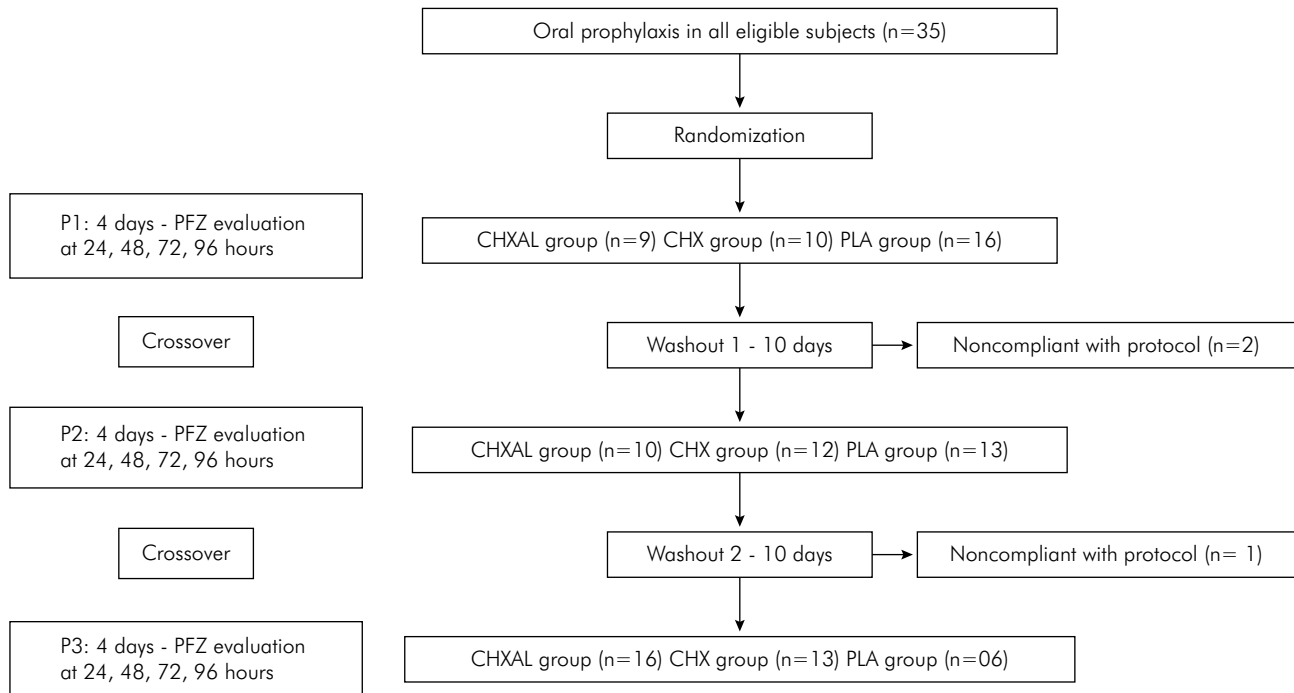 Oral prophylaxis in all eligible subjects (n=35)
Randomization
P1: 4 days - PFZ evaluation
at 24, 48, 72, 96 hours
CHXAL group (n=9) CHX group (n=10) PLA group (n=16)
Crossover
Washout 1 - 10 days
Noncompliant with protocol (n=2)
P2: 4 days - PFZ evaluation
at 24, 48, 72, 96 hours
CHXAL group (n=10) CHX group (n=12) PLA group (n=13)
Crossover
Washout 2 - 10 days
Noncompliant with protocol (n= 1)
P3: 4 days - PFZ evaluation
at 24, 48, 72, 96 hours
CHXAL group (n=16) CHX group (n=13) PLA group (n=06)